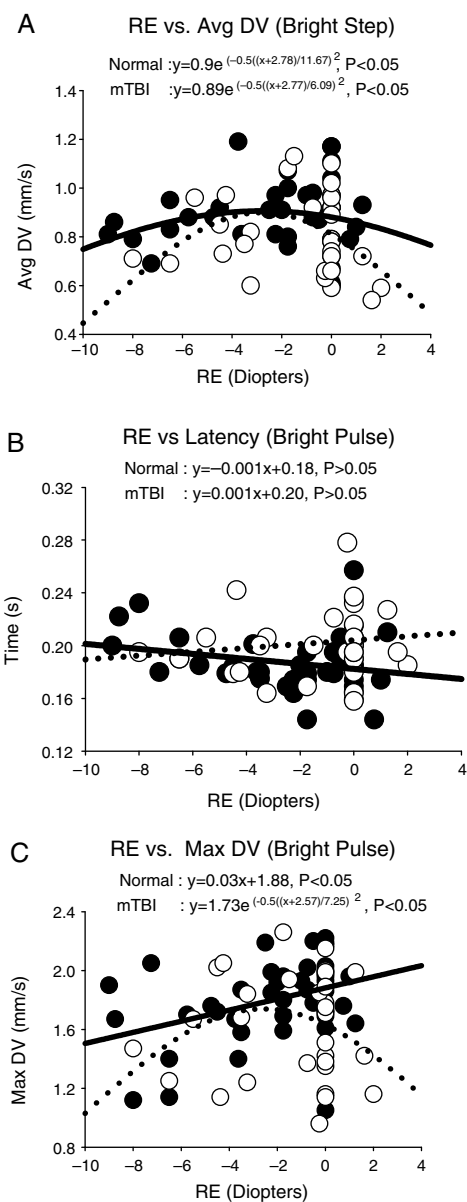 A
RE vs. Avg DV (Bright Step)
Normal :y=0.9e (−0.5((x+2.78)/11.67) 2, P<0.05
mTBI :y=0.89e (−0.5((x+2.77)/6.09) 2, P<0.05
1.4
1.2
1.0
0.8
0.6
0.4
Avg DV (mm/s)
−10 −8 −6 −4 −2 0 2 4
RE (Diopters)
B
RE vs Latency (Bright Pulse)
Normal : y=−0.001x+0.18, P>0.05
mTBI : y=0.001x+0.20, P>0.05
0.32
0.28
0.24
0.20
0.16
0.12
Time (s)
−10 −8 −6 −4 −2 0 2 4
RE (Diopters)
C
RE vs. Max DV (Bright Pulse)
Normal : y=0.03x+1.88, P<0.05
mTBI : y=1.73e (−0.5((x+2.57)/7.25) 2, P<0.05
2.4
2.0
1.6
1.2
0.8
Max DV (mm/s)
−10 −8 −6 −4 −2 0 2 4
RE (Diopters)